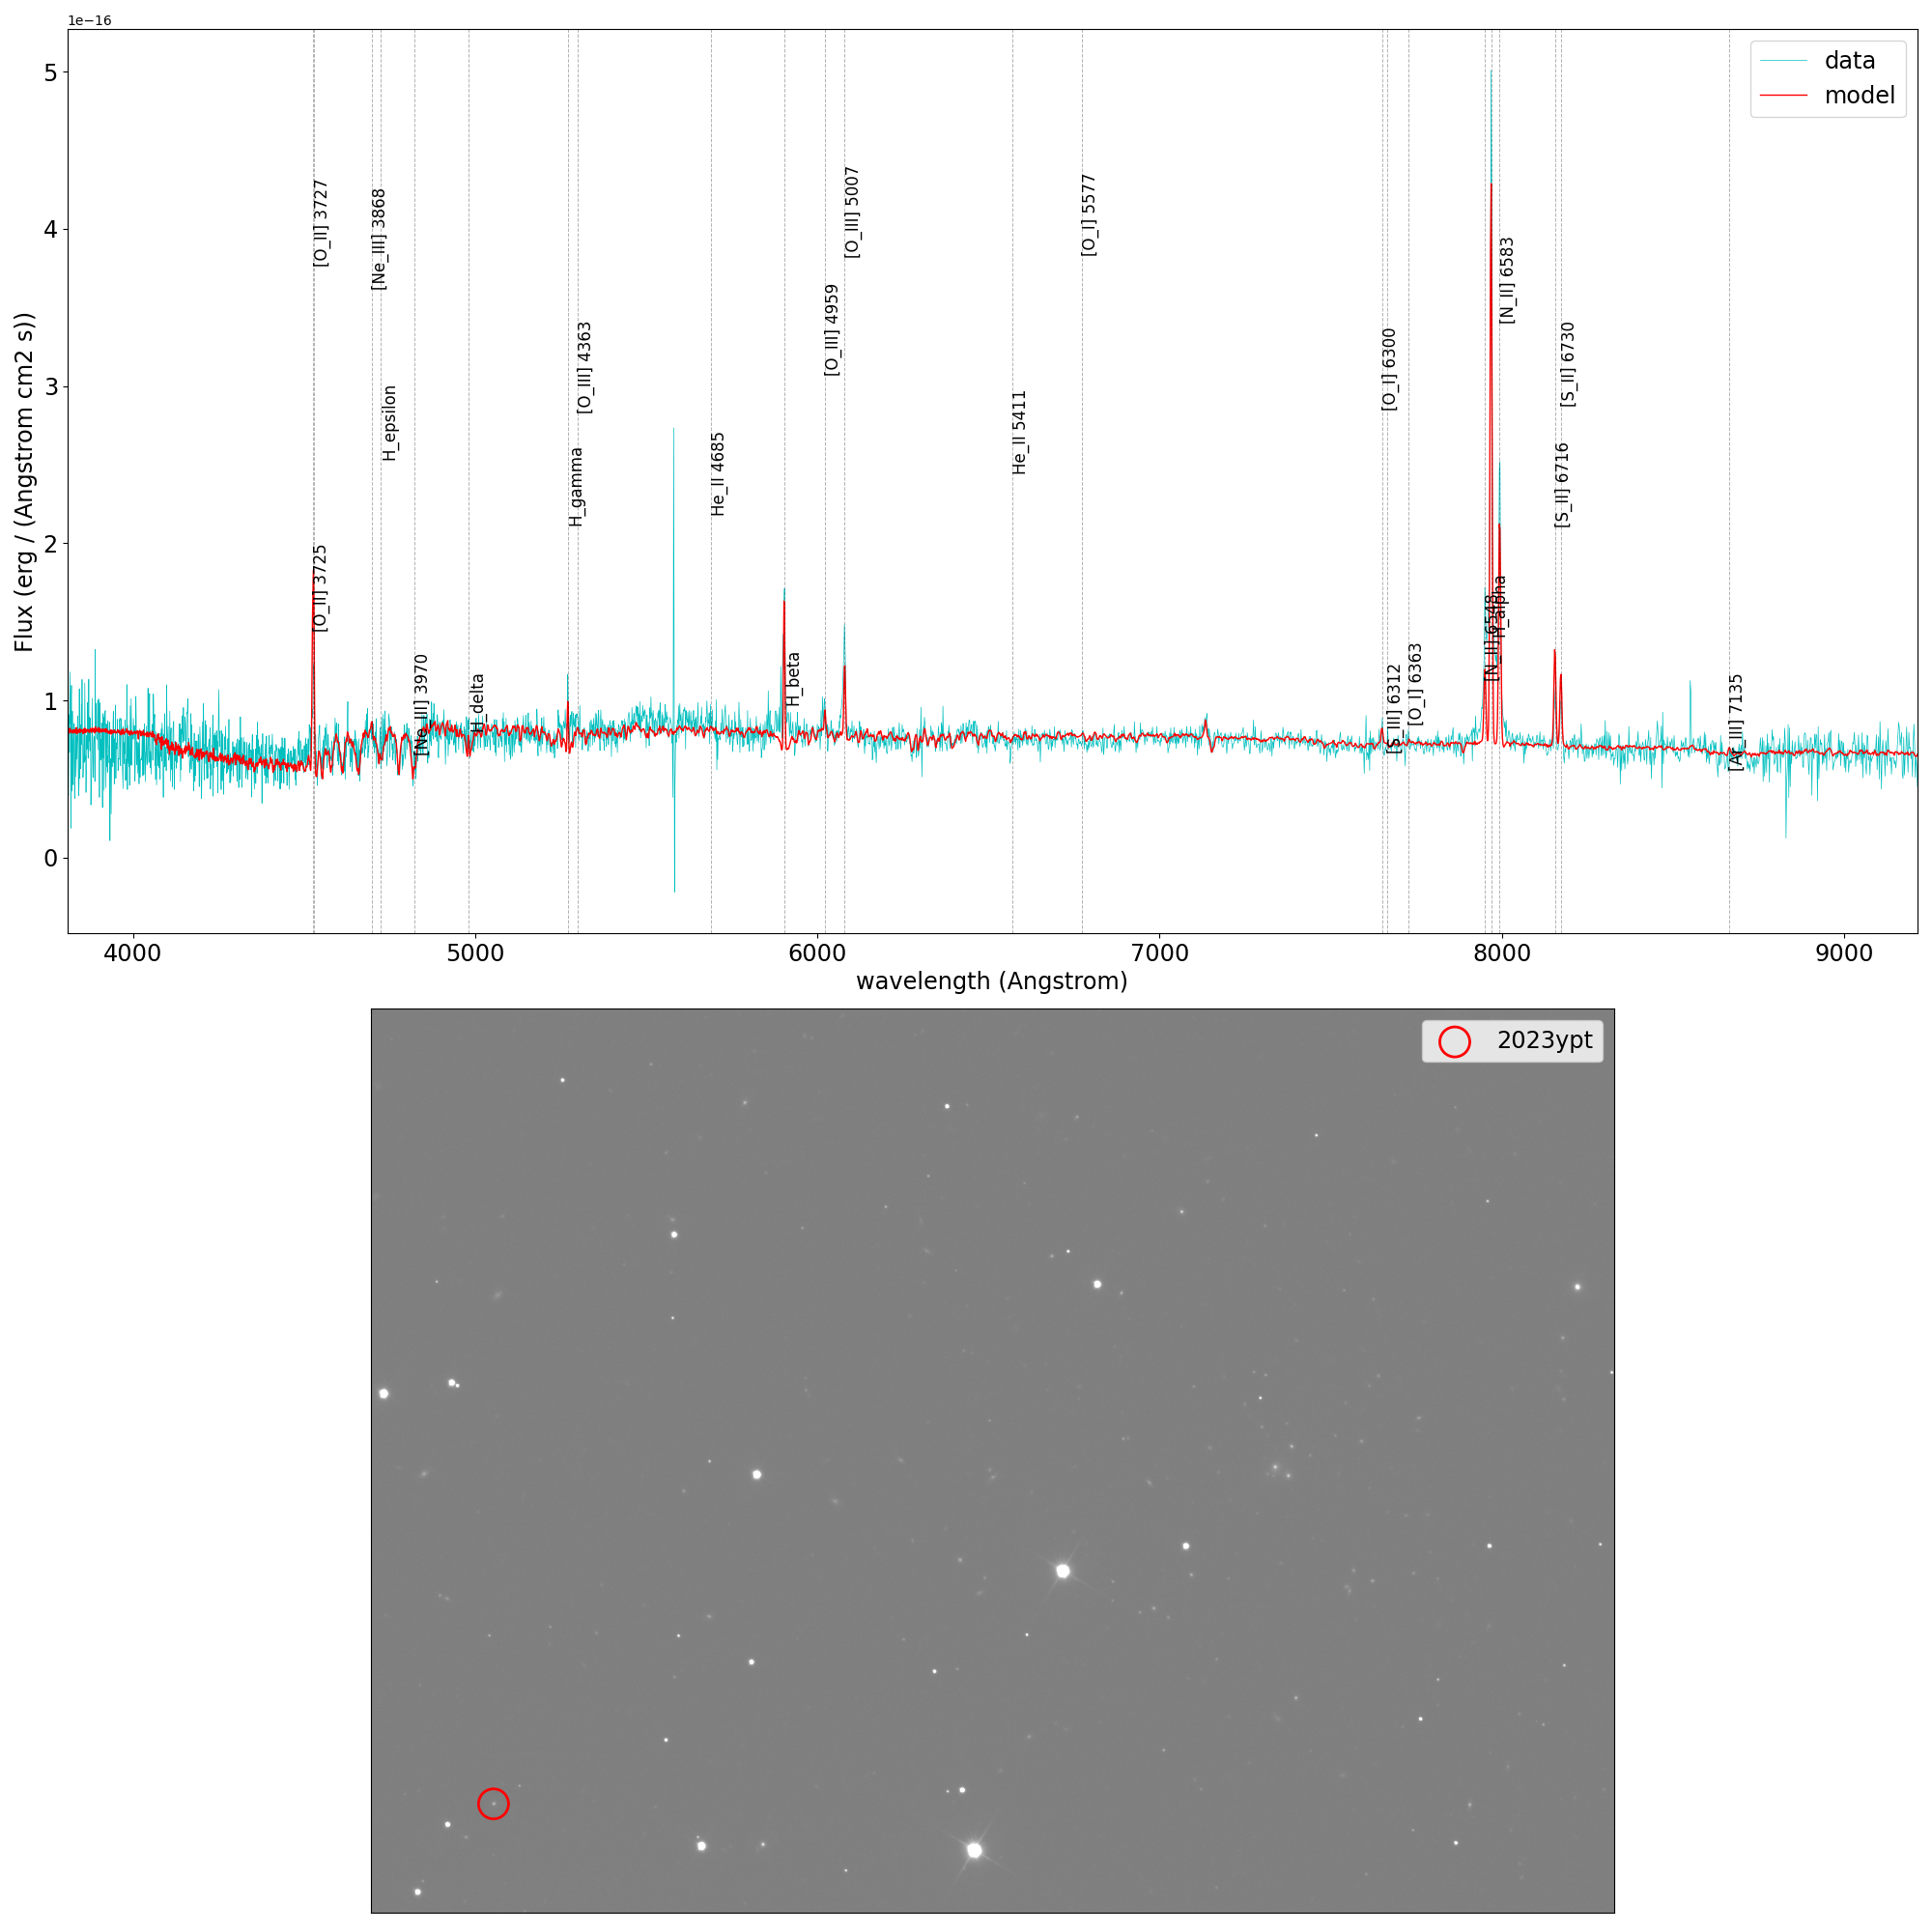 1e−16
5
4
3
2
1
0
Flux (erg / (Angstrom cm2 s))
data
model
[O_II] 3727
[O_II] 3725
[Ne_III] 3868
H_epsilon
[Ne_III] 3970
H_delta
H_gamma
[O_III] 4363
He_II 4685
H_beta
[O_III] 4959
[O_III] 5007
He_II 5411
[O_I] 5577
[O_I] 6300
[S_III] 6312
[O_I] 6363
[N_II] 6548
H_alpha
[N_II] 6583
[S_II] 6716
[S_II] 6730
[Ar_III] 7135
4000
5000
6000
7000
8000
9000
wavelength (Angstrom)
2023ypt